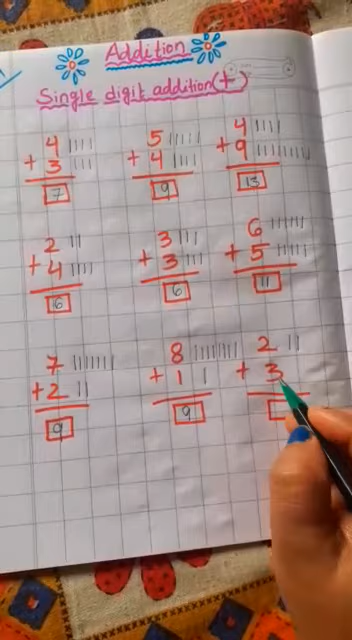 Addition
Single digit addition (+)
4 |||| 5 ||||| 4 ||||
+ 3 ||| + 4 |||| + 9 |||||||||
7 9 13
2 || 3 ||| 6 ||||||
+ 4 |||| + 3 ||| + 5 |||||
16 6 11
7 ||||||| 8 |||||||| 2 ||
+ 2 || + 1 | + 3
9 9